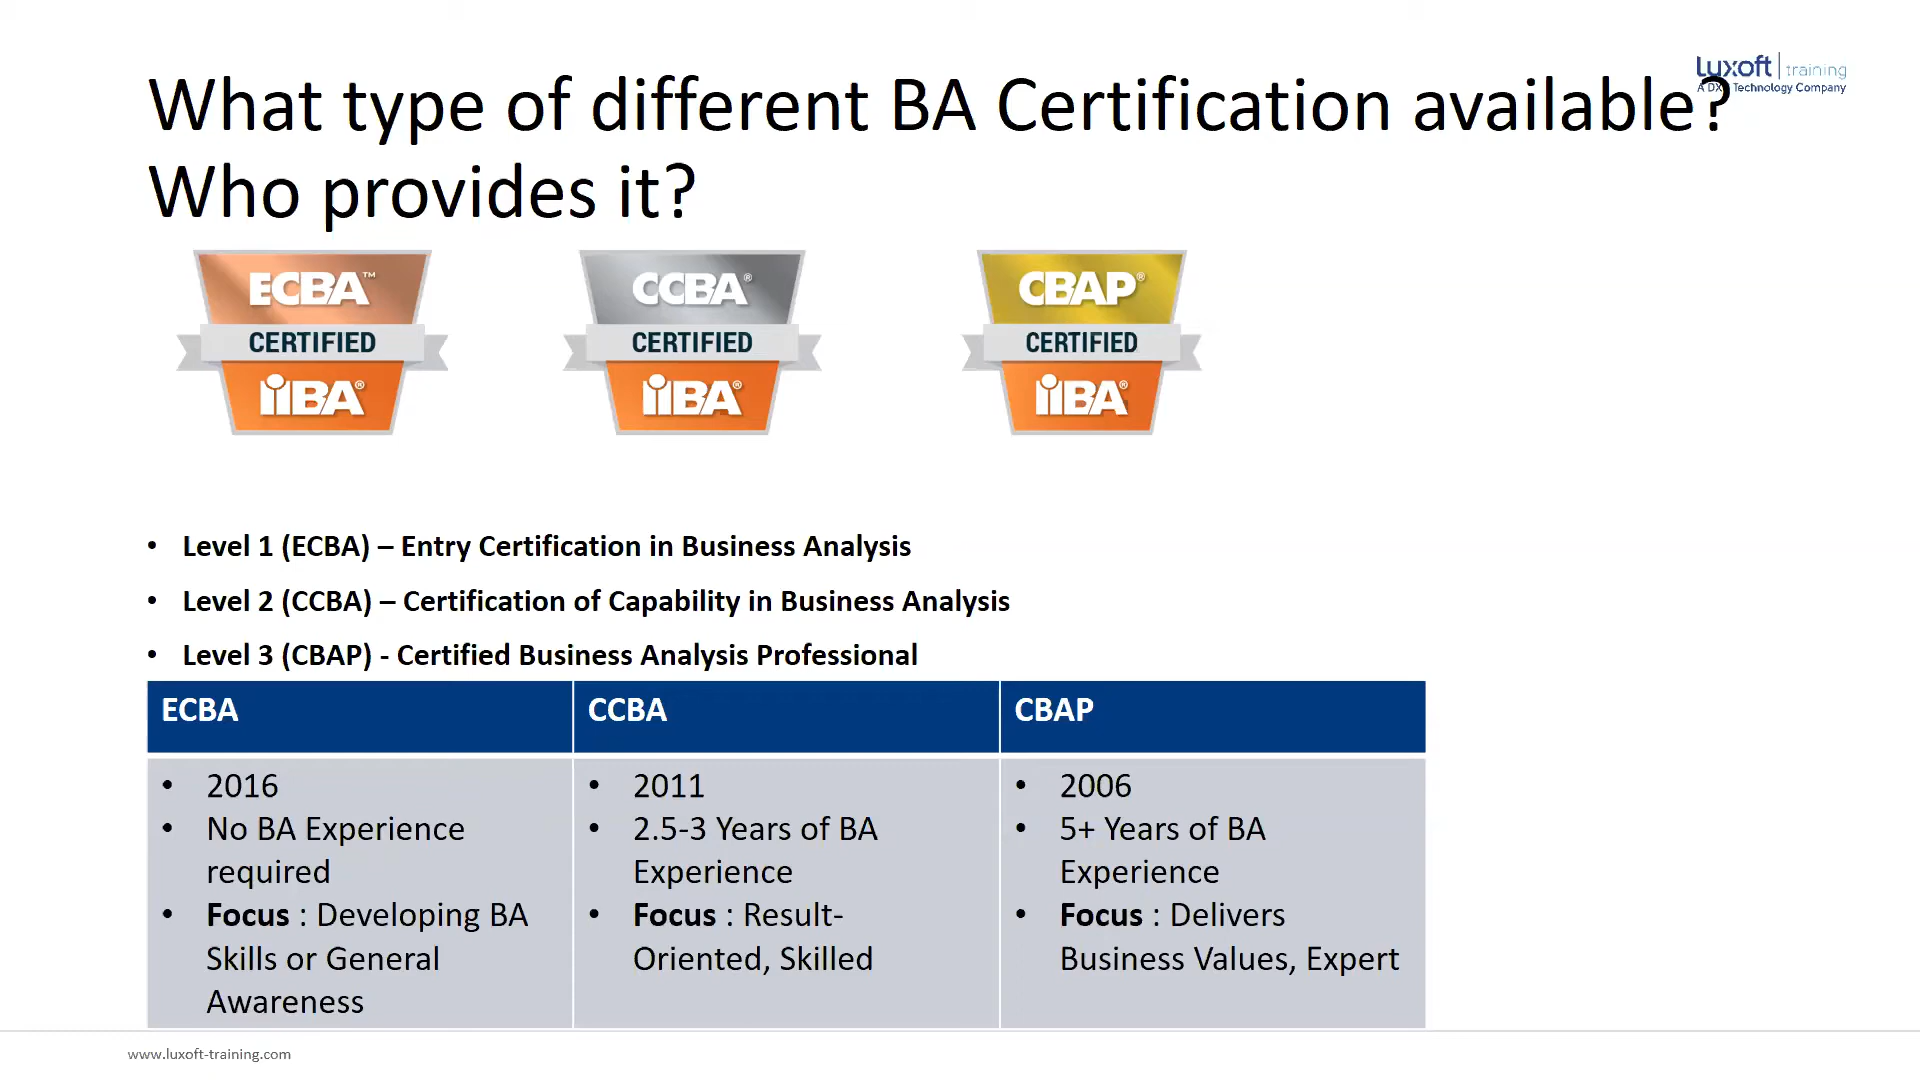 Luxoft training
A DXC Technology Company
What type of different BA Certification available?
Who provides it?
ECBA™
CERTIFIED
iiBA®
CCBA®
CERTIFIED
iiBA®
CBAP®
CERTIFIED
iiBA®
• Level 1 (ECBA) – Entry Certification in Business Analysis
• Level 2 (CCBA) – Certification of Capability in Business Analysis
• Level 3 (CBAP) - Certified Business Analysis Professional
ECBA
• 2016
• No BA Experience
required
• Focus : Developing BA
Skills or General
Awareness
CCBA
• 2011
• 2.5-3 Years of BA
Experience
• Focus : Result-
Oriented, Skilled
CBAP
• 2006
• 5+ Years of BA
Experience
• Focus : Delivers
Business Values, Expert
www.luxoft-training.com